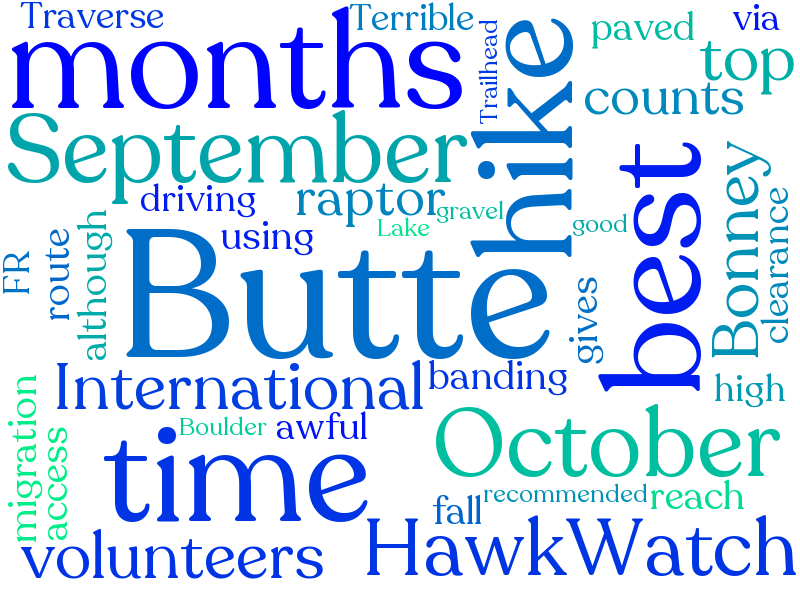 Traverse
Terrible
via
months
Trailhead
hike
paved
top
counts
September
best
driving
raptor
gravel
good
Bonney
clearance
Lake
using
FR
route
although
Butte
gives
International
banding
high
migration
access
Boulder
awful
October
time
recommended
reach
fall
volunteers
HawkWatch